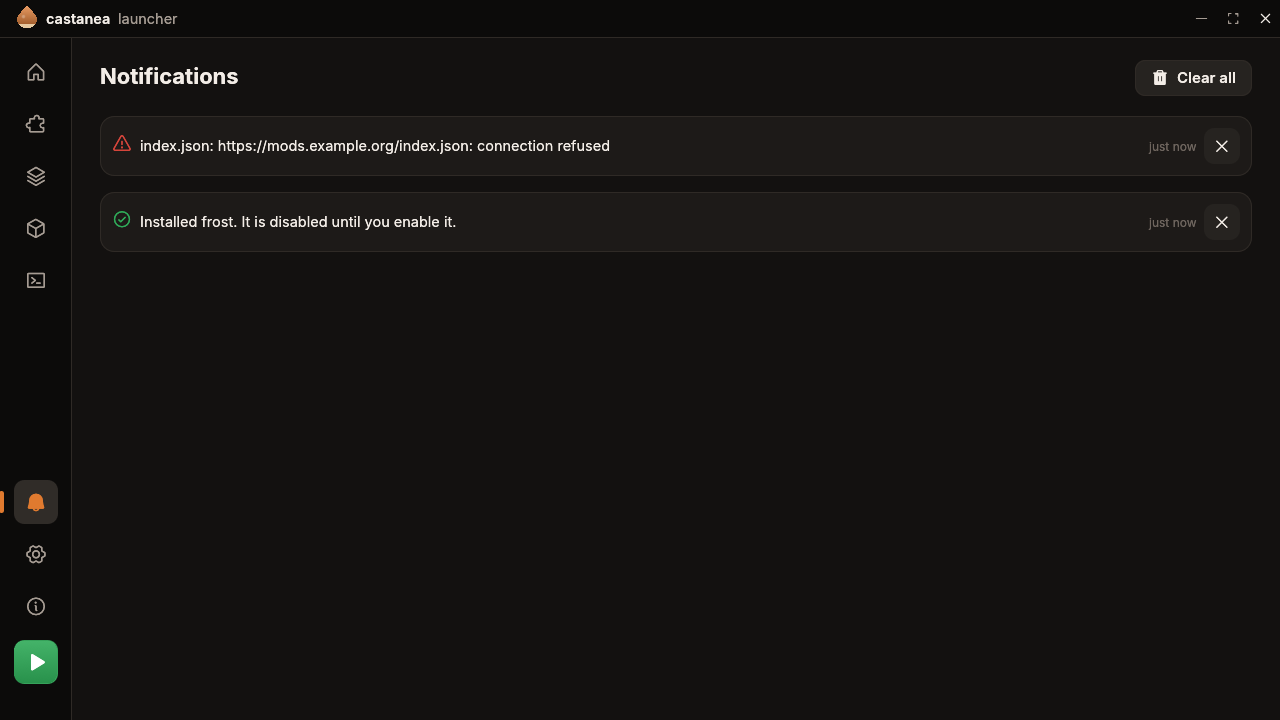 castanea launcher
Notifications
Clear all
index.json: https://mods.example.org/index.json: connection refused
just now
Installed frost. It is disabled until you enable it.
just now